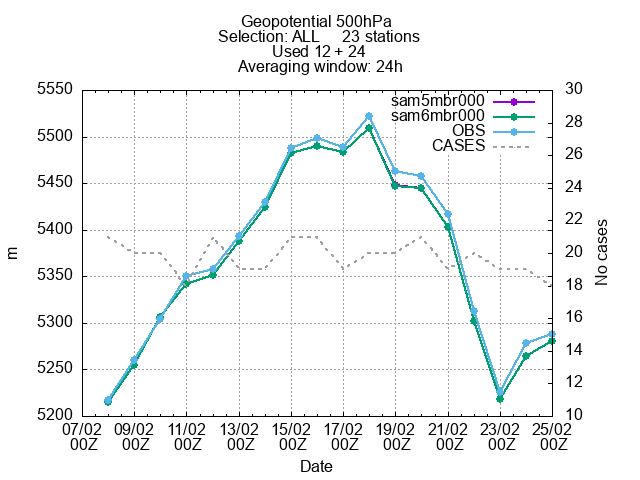 Geopotential 500hPa
Selection: ALL     23 stations
Used 12 + 24
Averaging window: 24h
sam5mbr000
sam6mbr000
OBS
CASES
5550
5500
5450
5400
5350
5300
5250
5200
m
30
28
26
24
22
20
18
16
14
12
10
No cases
07/02 09/02 11/02 13/02 15/02 17/02 19/02 21/02 23/02 25/02
00Z 00Z 00Z 00Z 00Z 00Z 00Z 00Z 00Z 00Z
Date